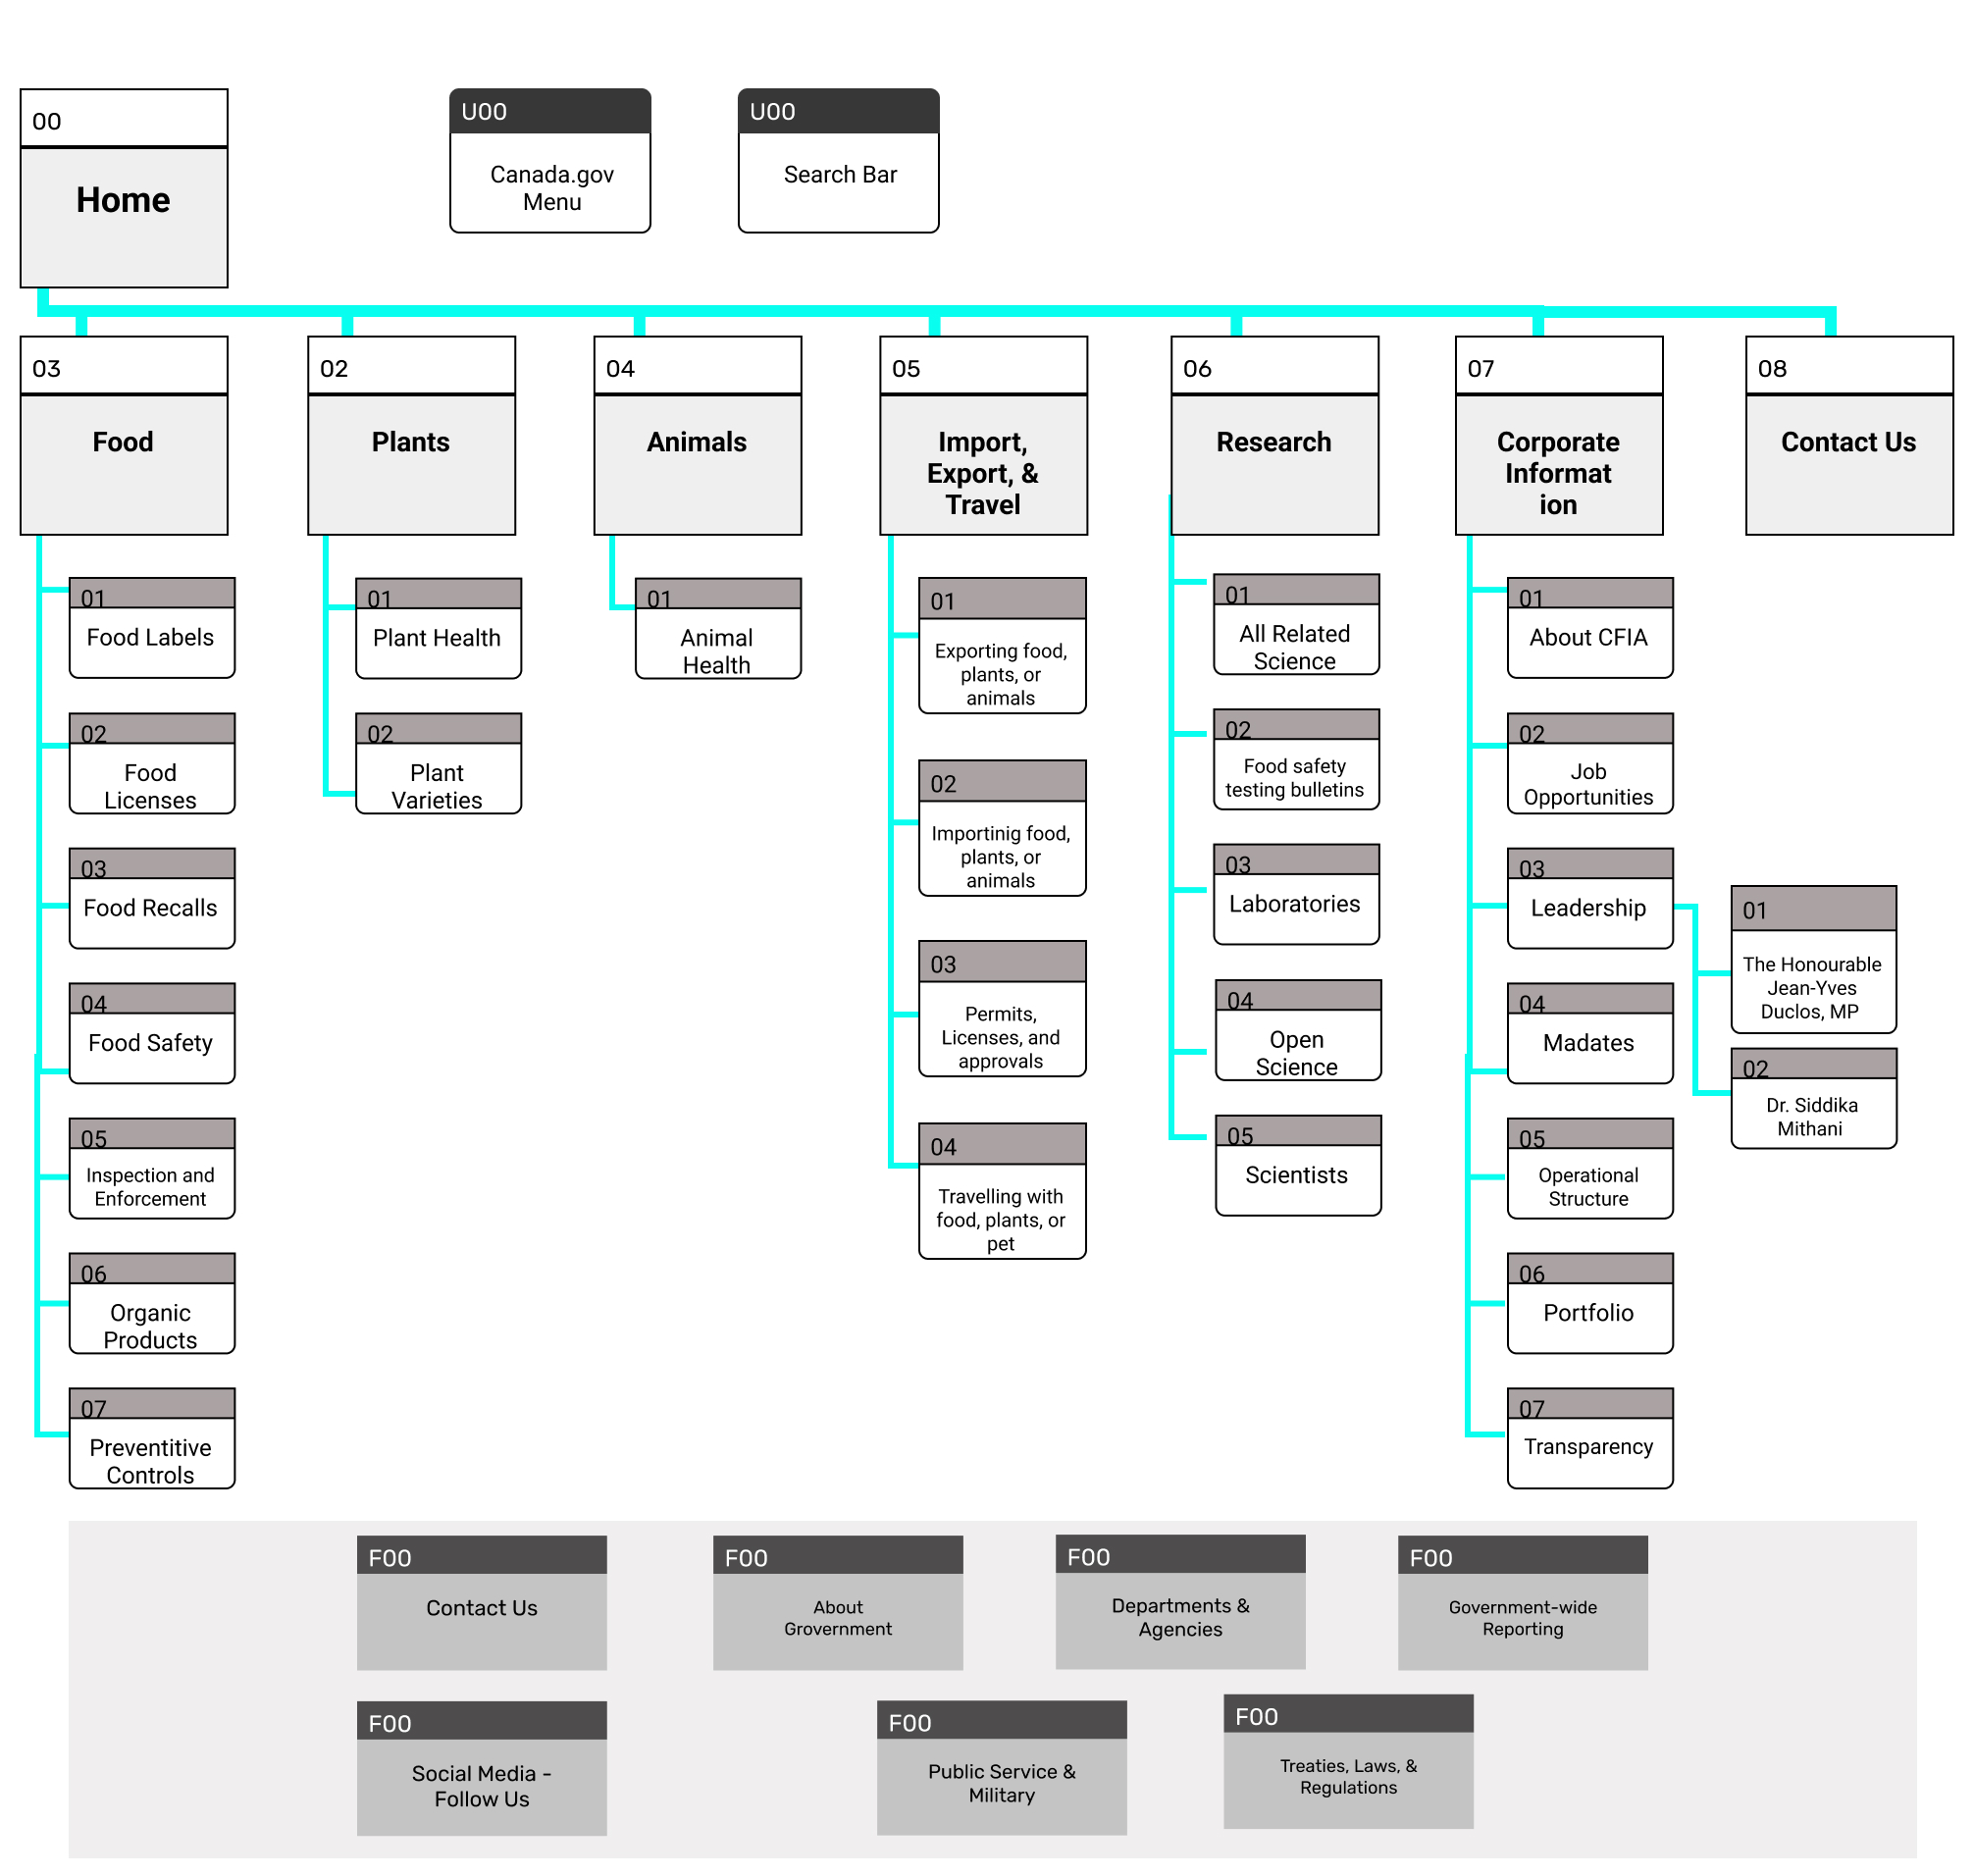 00
Home
U00
Canada.gov
Menu
U00
Search Bar
03
Food
02
Plants
04
Animals
05
Import,
Export, &
Travel
06
Research
07
Corporate
Informat
ion
08
Contact Us
01
Food Labels
02
Food
Licenses
03
Food Recalls
04
Food Safety
05
Inspection and
Enforcement
06
Organic
Products
07
Preventitive
Controls
01
Plant Health
02
Plant
Varieties
01
Animal
Health
01
Exporting food,
plants, or
animals
02
Importinig food,
plants, or
animals
03
Permits,
Licenses, and
approvals
04
Travelling with
food, plants, or
pet
01
All Related
Science
02
Food safety
testing bulletins
03
Laboratories
04
Open
Science
05
Scientists
01
About CFIA
02
Job
Opportunities
03
Leadership
04
Madates
05
Operational
Structure
06
Portfolio
07
Transparency
01
The Honourable
Jean-Yves
Duclos, MP
02
Dr. Siddika
Mithani
F00
Contact Us
F00
About
Grovernment
F00
Departments &
Agencies
F00
Government-wide
Reporting
F00
Social Media -
Follow Us
F00
Public Service &
Military
F00
Treaties, Laws, &
Regulations